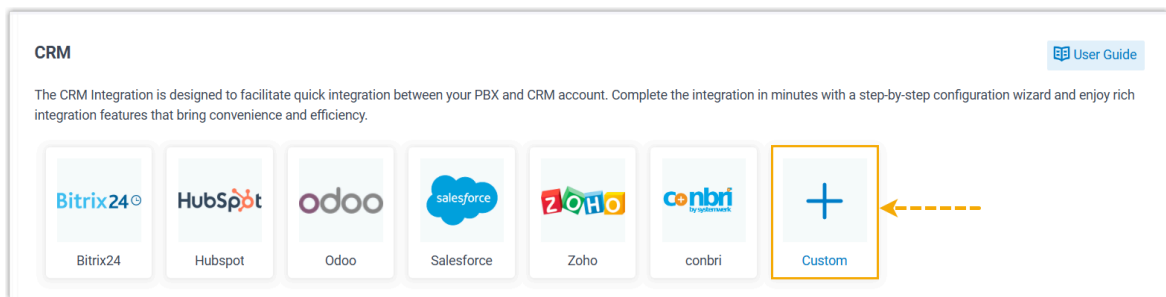 CRM
User Guide
The CRM Integration is designed to facilitate quick integration between your PBX and CRM account. Complete the integration in minutes with a step-by-step configuration wizard and enjoy rich
integration features that bring convenience and efficiency.
Bitrix24
HubSpot
odoo
salesforce
ZOHO
conbri
by systemwerk
Bitrix24
Hubspot
Odoo
Salesforce
Zoho
conbri
Custom